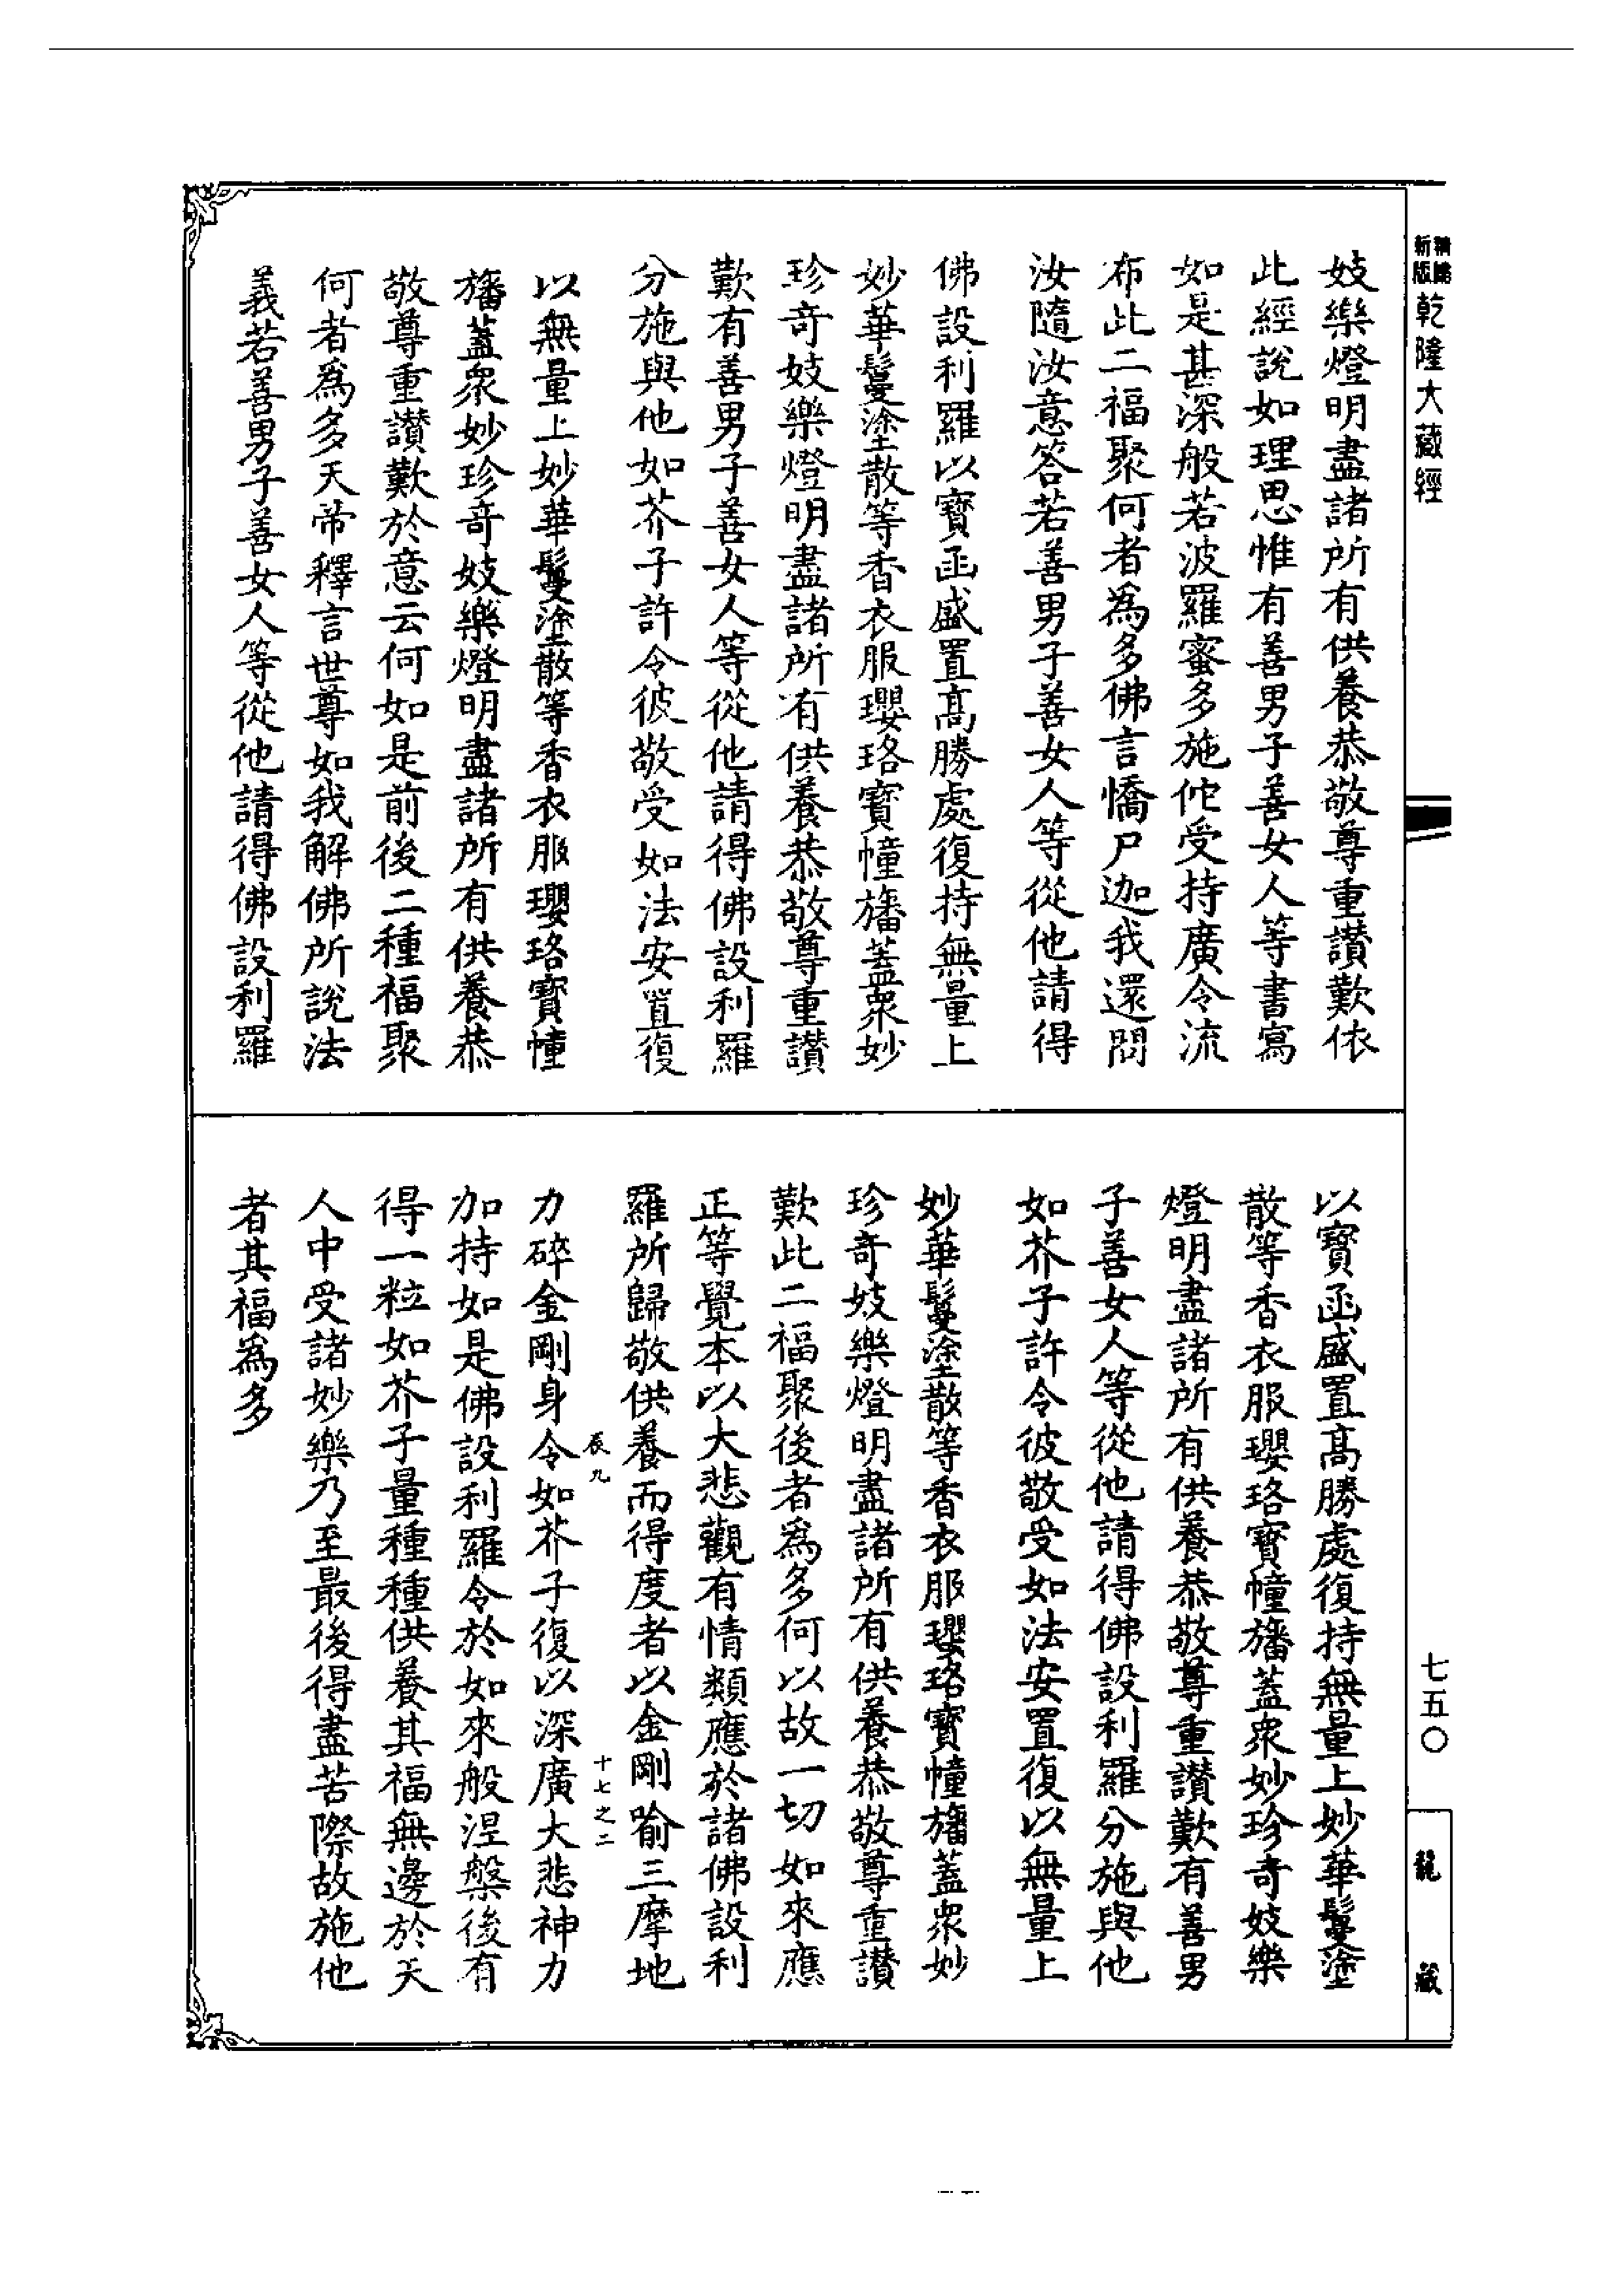 新版精縮
乾隆大藏經
妓樂燈明盡諸所有供養恭敬尊重讚歎依
此經說如理思惟有善男子善女人等書寫
如是甚深般若波羅蜜多施佗受持廣令流
布此二福聚何者為多佛言憍尸迦我還問
汝隨汝意答若善男子善女人等從他請得
佛設利羅以寶函盛置高勝處復持無量上
妙華鬘塗散等香衣服瓔珞寶幢旛蓋衆妙
珍奇妓樂燈明盡諸所有供養恭敬尊重讚
歎有善男子善女人等從他請得佛設利羅
分施與他如芥子許令彼敬受如法安置復
以無量上妙華鬘塗散等香衣服瓔珞寶幢
旛蓋衆妙珍奇妓樂燈明盡諸所有供養恭
敬尊重讚歎於意云何如是前後二種福聚
何者為多天帝釋言世尊如我解佛所說法
義若善男子善女人等從他請得佛設利羅
以寶函盛置高勝處復持無量上妙華鬘塗
散等香衣服瓔珞寶幢旛蓋衆妙珍奇妓樂
燈明盡諸所有供養恭敬尊重讚歎有善男
子善女人等從他請得佛設利羅分施與他
如芥子許令彼敬受如法安置復以無量上
妙華鬘塗散等香衣服瓔珞寶幢旛蓋衆妙
珍奇妓樂燈明盡諸所有供養恭敬尊重讚
歎此二福聚後者為多何以故一切如來應
正等覺本以大悲觀有情類應於諸佛設利
羅所歸敬供養而得度者以金剛喻三摩地
辰九 十七之二
力碎金剛身令如芥子復以深廣大悲神力
加持如是佛設利羅令於如來般涅槃後有
得一粒如芥子量種種供養其福無邊於天
人中受諸妙樂乃至最後得盡苦際故施他
者其福為多
七五〇
龍藏